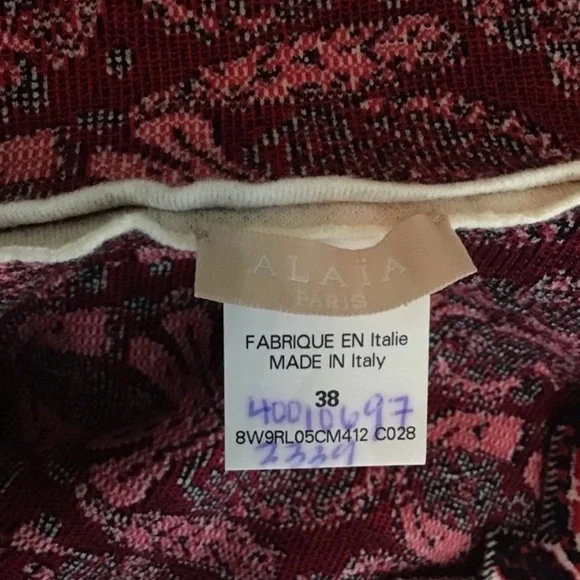 ALAÏA
PARIS
FABRIQUE EN Italie
MADE IN Italy
38
40010697
8W9RL05CM412 C028
2339